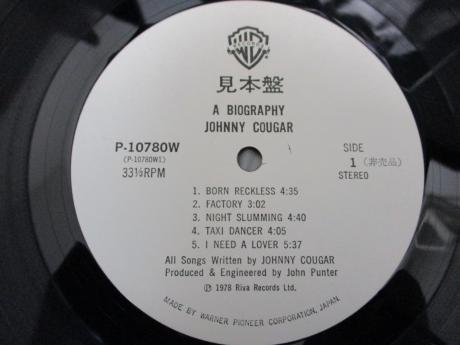 WB
RECORDS
見本盤
A BIOGRAPHY
JOHNNY COUGAR
P-10780W
(P-10780W1)
33⅓RPM
SIDE
1 (非売品)
STEREO
1. BORN RECKLESS 4:35
2. FACTORY 3:02
3. NIGHT SLUMMING 4:40
4. TAXI DANCER 4:05
5. I NEED A LOVER 5:37
All Songs Written by JOHNNY COUGAR
Produced & Engineered by John Punter
Ⓟ 1978 Riva Records Ltd.
MADE BY WARNER PIONEER CORPORATION, JAPAN.